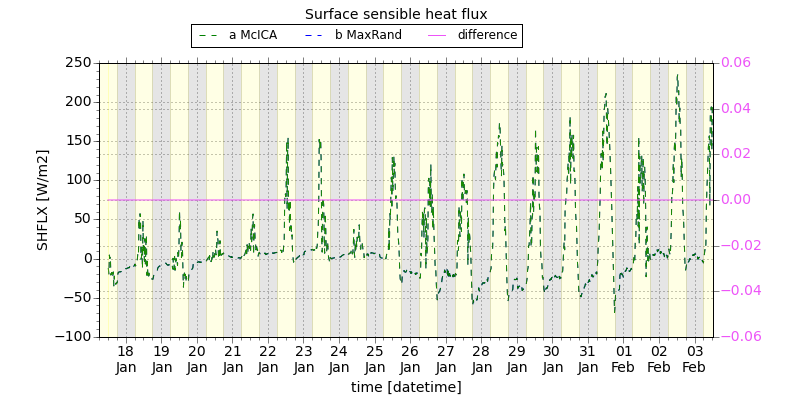 Surface sensible heat flux
a McICA b MaxRand difference
250 0.06
200 0.04
150 0.02
100 0.00
50 −0.02
0 −0.04
−50 −0.06
−100
SHFLX [W/m2]
18 19 20 21 22 23 24 25 26 27 28 29 30 31 01 02 03
Jan Jan Jan Jan Jan Jan Jan Jan Jan Jan Jan Jan Jan Jan Feb Feb Feb
time [datetime]